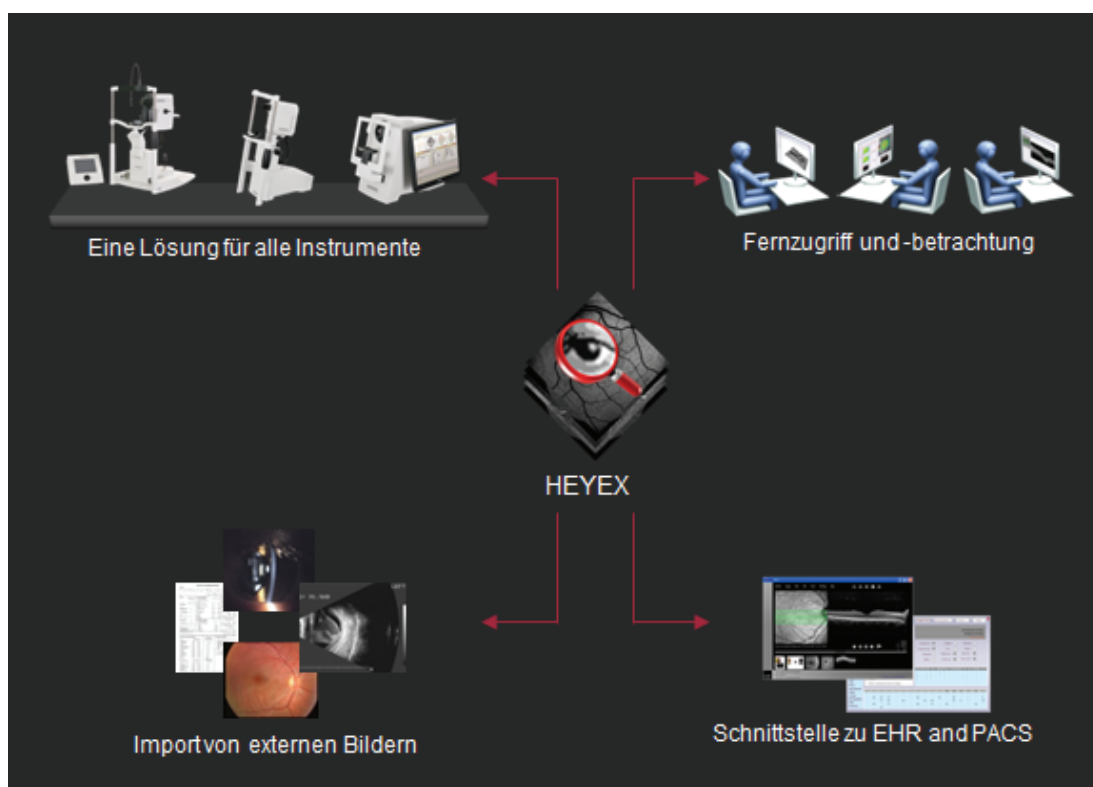 Eine Lösung für alle Instrumente
Fernzugriff und -betrachtung
HEYEX
Import von externen Bildern
Schnittstelle zu EHR and PACS